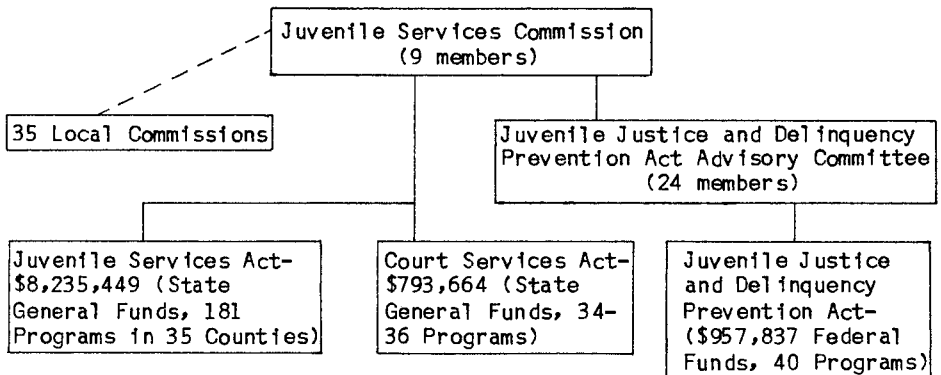 Juvenile Services Commission
(9 members)
35 Local Commissions
Juvenile Justice and Delinquency
Prevention Act Advisory Committee
(24 members)
Juvenile Services Act-
$8,235,449 (State
General Funds, 181
Programs in 35 Counties)
Court Services Act-
$793,664 (State
General Funds, 34-
36 Programs)
Juvenile Justice
and Delinquency
Prevention Act-
($957,837 Federal
Funds, 40 Programs)